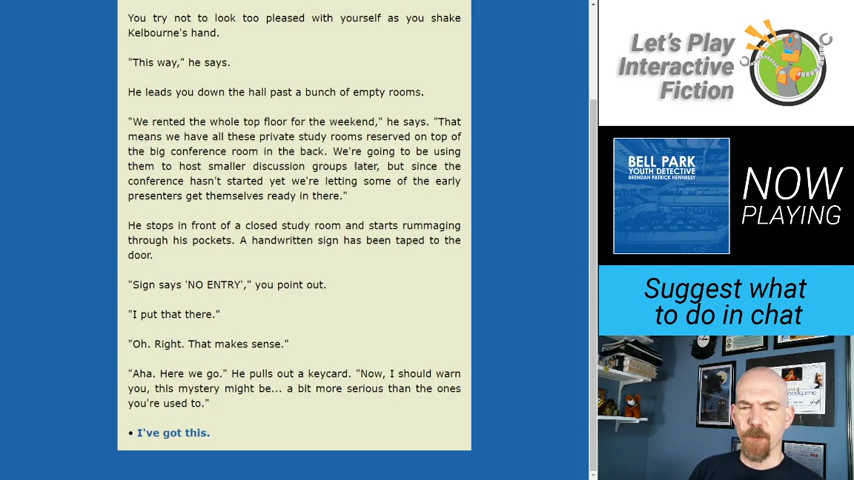 You try not to look too pleased with yourself as you shake
Kelbourne's hand.
"This way," he says.
He leads you down the hall past a bunch of empty rooms.
"We rented the whole top floor for the weekend," he says. "That
means we have all these private study rooms reserved on top of
the big conference room in the back. We're going to be using
them to host smaller discussion groups later, but since the
conference hasn't started yet we're letting some of the early
presenters get themselves ready in there."
He stops in front of a closed study room and starts rummaging
through his pockets. A handwritten sign has been taped to the
door.
"Sign says 'NO ENTRY'," you point out.
"I put that there."
"Oh. Right. That makes sense."
"Aha. Here we go." He pulls out a keycard. "Now, I should warn
you, this mystery might be... a bit more serious than the ones
you're used to."
• I've got this.
Let's Play
Interactive
Fiction
BELL PARK
YOUTH DETECTIVE
BRENDAN PATRICK HENNESSY
NOW
PLAYING
Suggest what
to do in chat